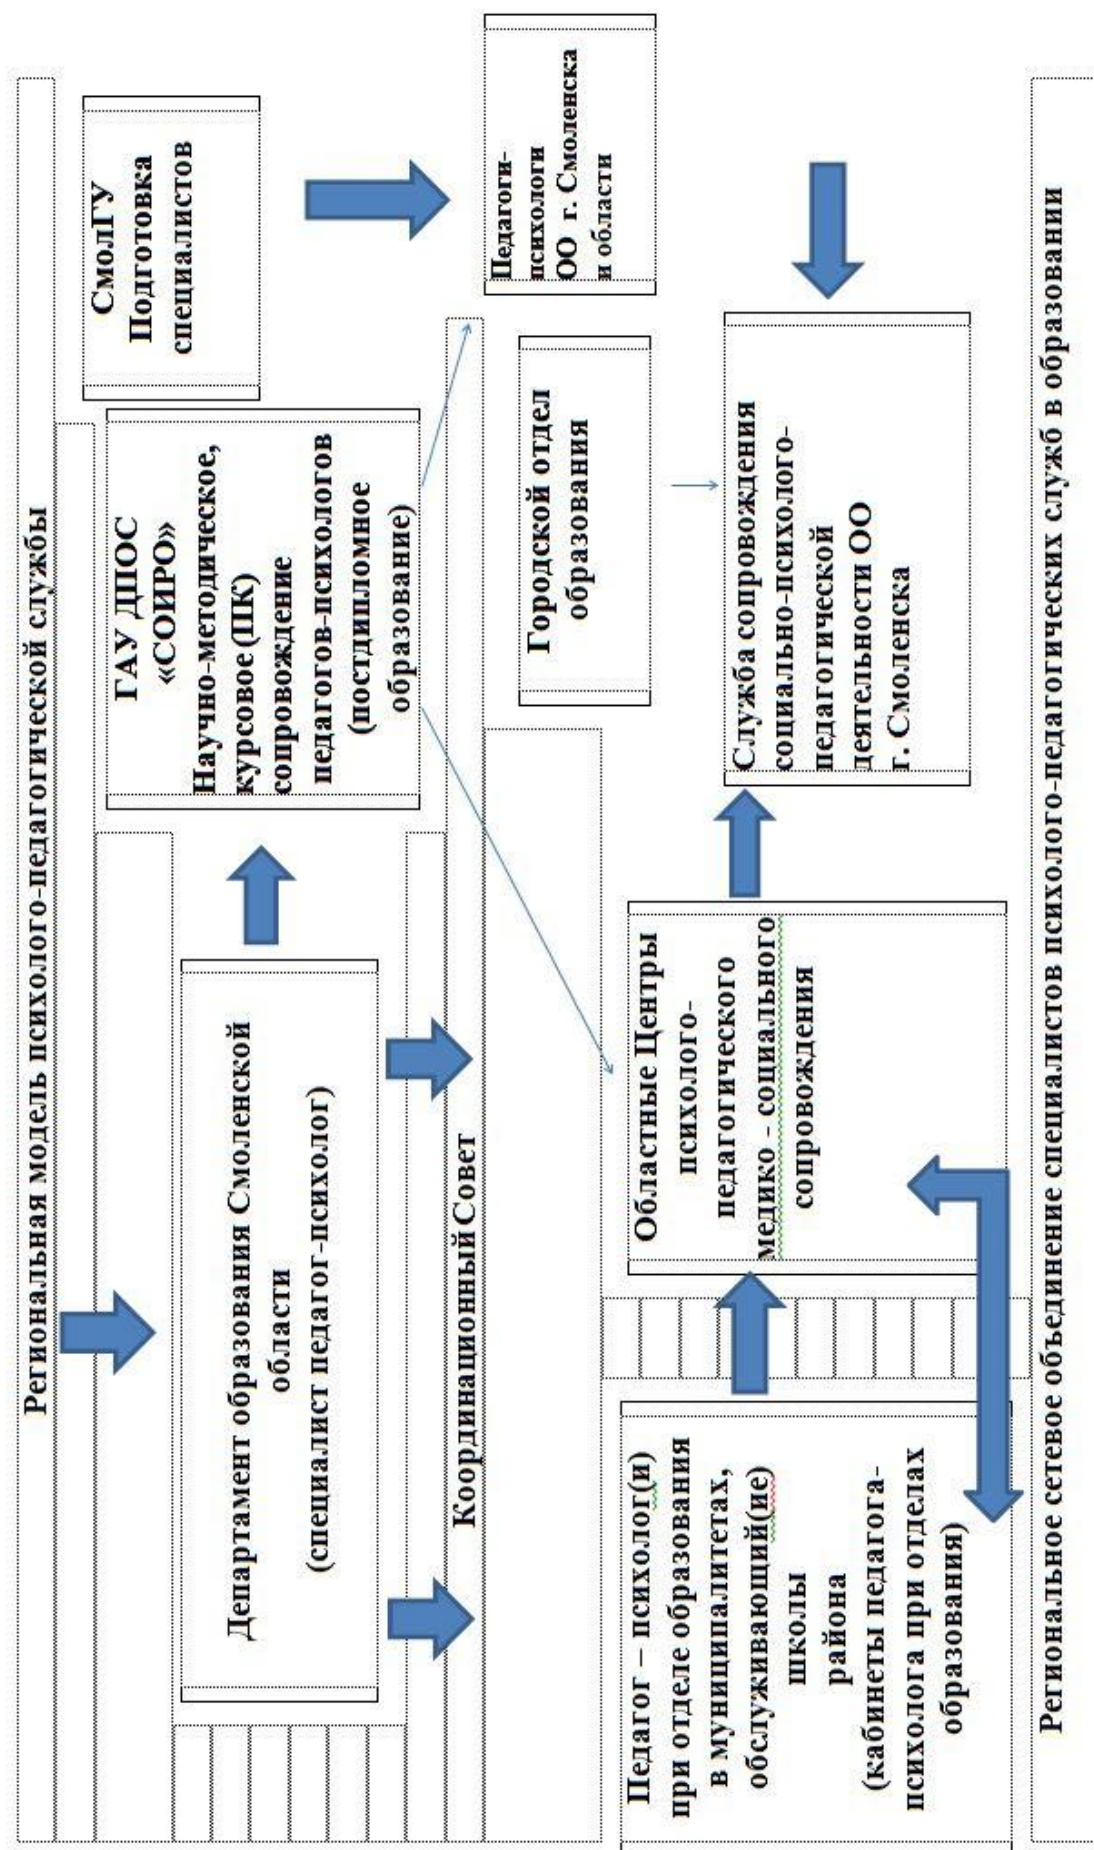 Региональная модель психолого-педагогической службы
Департамент образования Смоленской
области
(специалист педагог-психолог)
ГАУ ДПОС
«СОИРО»
Научно-методическое,
курсовое (ПК)
сопровождение
педагогов-психологов
(постдипломное
образование)
СмолГУ
Подготовка
специалистов
Координационный Совет
Педагоги-
психологи
ОО г. Смоленска
и области
Городской отдел
образования
Педагог – психолог(и)
при отделе образования
в муниципалитетах,
обслуживающий(ие)
школы
района
(кабинеты педагога-
психолога при отделах
образования)
Областные Центры
психолого-
педагогического
медико - социального
сопровождения
Служба сопровождения
социально-психолого-
педагогической
деятельности ОО
г. Смоленска
Региональное сетевое объединение специалистов психолого-педагогических служб в образовании